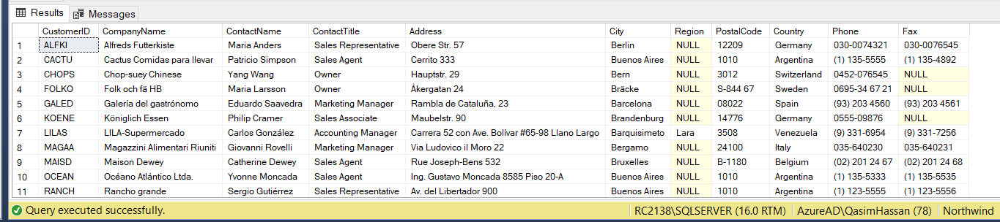 Results Messages
CustomerID CompanyName ContactName ContactTitle Address City Region PostalCode Country Phone Fax
1 ALFKI Alfreds Futterkiste Maria Anders Sales Representative Obere Str. 57 Berlin NULL 12209 Germany 030-0074321 030-0076545
2 CACTU Cactus Comidas para llevar Patricio Simpson Sales Agent Cerrito 333 Buenos Aires NULL 1010 Argentina (1) 135-5555 (1) 135-4892
3 CHOPS Chop-suey Chinese Yang Wang Owner Hauptstr. 29 Bern NULL 3012 Switzerland 0452-076545 NULL
4 FOLKO Folk och fä HB Maria Larsson Owner Åkergatan 24 Bräcke NULL S-844 67 Sweden 0695-34 67 21 NULL
5 GALED Galería del gastrónomo Eduardo Saavedra Marketing Manager Rambla de Cataluña, 23 Barcelona NULL 08022 Spain (93) 203 4560 (93) 203 4561
6 KOENE Königlich Essen Philip Cramer Sales Associate Maubelstr. 90 Brandenburg NULL 14776 Germany 0555-09876 NULL
7 LILAS LILA-Supermercado Carlos González Accounting Manager Carrera 52 con Ave. Bolívar #65-98 Llano Largo Barquisimeto Lara 3508 Venezuela (9) 331-6954 (9) 331-7256
8 MAGAA Magazzini Alimentari Riuniti Giovanni Rovelli Marketing Manager Via Ludovico il Moro 22 Bergamo NULL 24100 Italy 035-640230 035-640231
9 MAISD Maison Dewey Catherine Dewey Sales Agent Rue Joseph-Bens 532 Bruxelles NULL B-1180 Belgium (02) 201 24 67 (02) 201 24 68
10 OCEAN Océano Atlántico Ltda. Yvonne Moncada Sales Agent Ing. Gustavo Moncada 8585 Piso 20-A Buenos Aires NULL 1010 Argentina (1) 135-5333 (1) 135-5535
11 RANCH Rancho grande Sergio Gutiérrez Sales Representative Av. del Libertador 900 Buenos Aires NULL 1010 Argentina (1) 123-5555 (1) 123-5556
Query executed successfully. RC2138\SQLSERVER (16.0 RTM) AzureAD\QasimHassan (78) Northwind